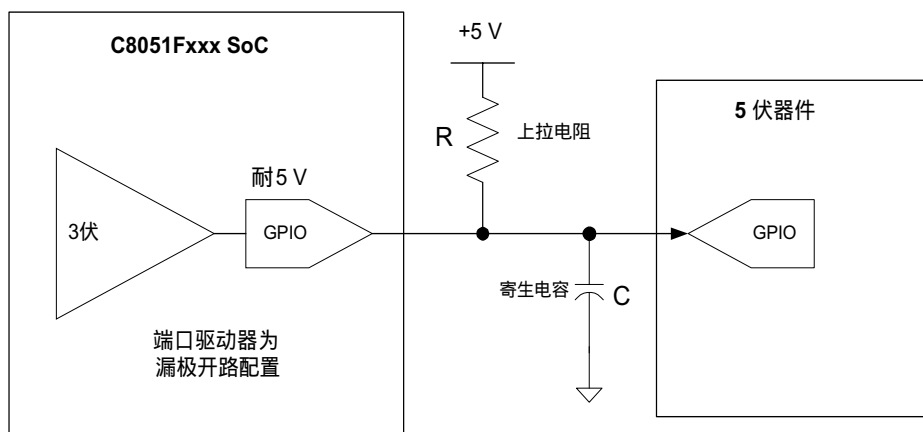 C8051Fxxx SoC
+5 V
5 伏器件
R
上拉电阻
耐5 V
3伏
GPIO
GPIO
寄生电容
C
端口驱动器为
漏极开路配置